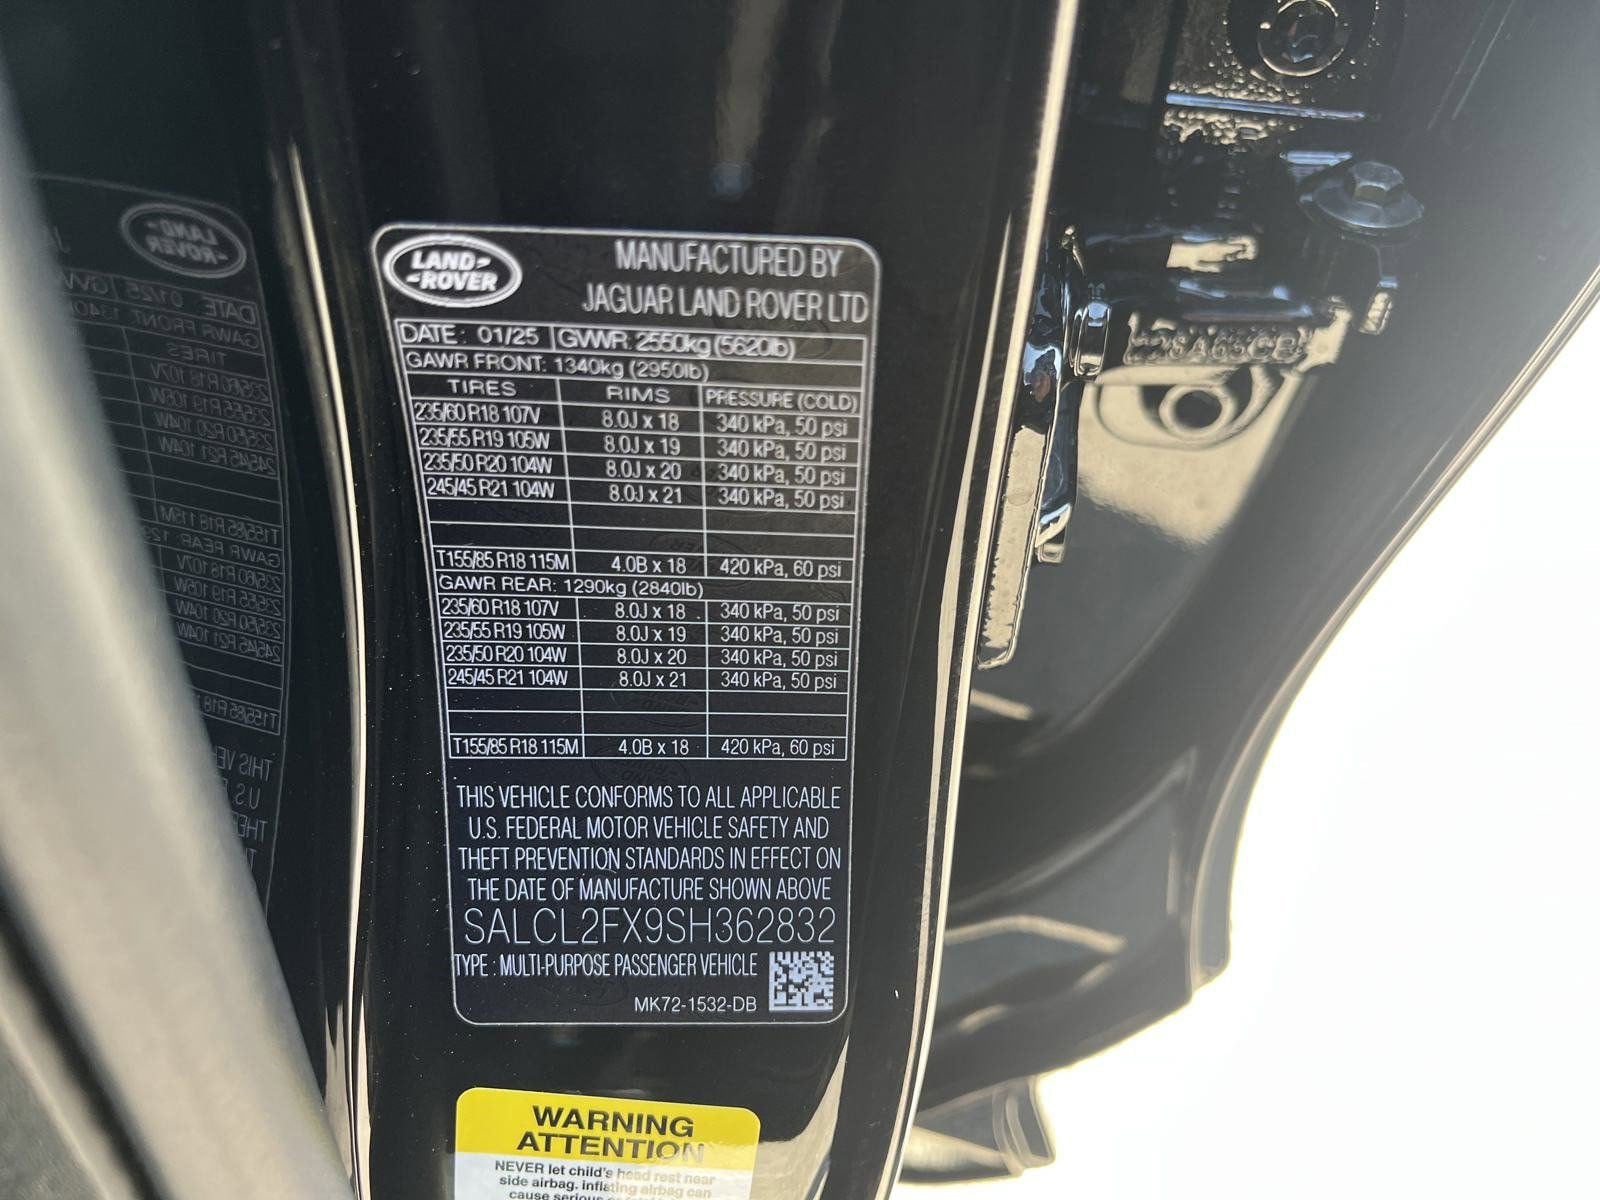 LAND-
-ROVER
MANUFACTURED BY
JAGUAR LAND ROVER LTD
DATE: 01/25 GVWR: 2550kg (5620lb)
GAWR FRONT: 1340kg (2950lb)
TIRES RIMS PRESSURE (COLD)
235/60 R18 107V 8.0J x 18 340 kPa, 50 psi
235/55 R19 105W 8.0J x 19 340 kPa, 50 psi
235/50 R20 104W 8.0J x 20 340 kPa, 50 psi
245/45 R21 104W 8.0J x 21 340 kPa, 50 psi
T155/85 R18 115M 4.0B x 18 420 kPa, 60 psi
GAWR REAR: 1290kg (2840lb)
235/60 R18 107V 8.0J x 18 340 kPa, 50 psi
235/55 R19 105W 8.0J x 19 340 kPa, 50 psi
235/50 R20 104W 8.0J x 20 340 kPa, 50 psi
245/45 R21 104W 8.0J x 21 340 kPa, 50 psi
T155/85 R18 115M 4.0B x 18 420 kPa, 60 psi
THIS VEHICLE CONFORMS TO ALL APPLICABLE
U.S. FEDERAL MOTOR VEHICLE SAFETY AND
THEFT PREVENTION STANDARDS IN EFFECT ON
THE DATE OF MANUFACTURE SHOWN ABOVE
SALCL2FX9SH362832
TYPE : MULTI-PURPOSE PASSENGER VEHICLE
MK72-1532-DB
WARNING
ATTENTION
NEVER let child's head rest near
side airbag. inflating airbag can
cause serious